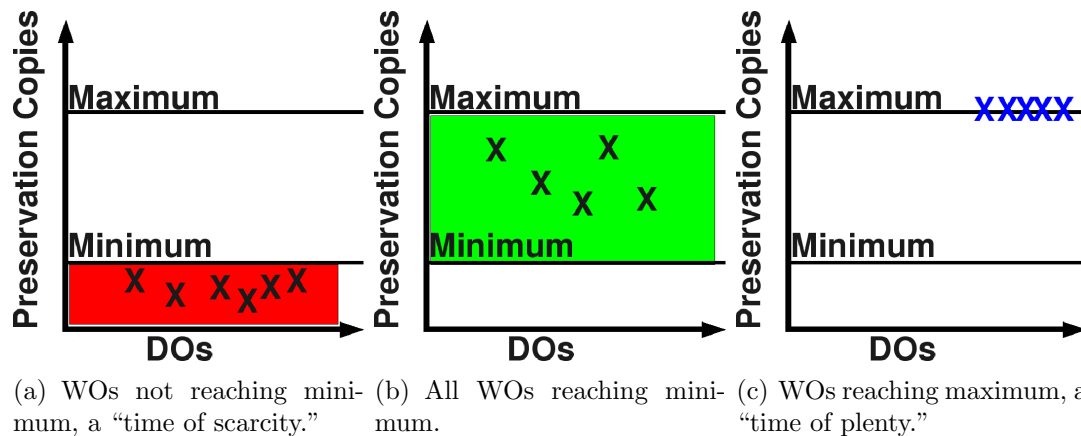 Preservation Copies
Maximum
X X X X X X
Minimum
DOs
(a) WOs not reaching mini-
mum, a “time of scarcity.”
Preservation Copies
Maximum
X X X X X
Minimum
DOs
(b) All WOs reaching mini-
mum.
Preservation Copies
Maximum
XXXXX
Minimum
DOs
(c) WOs reaching maximum, a
“time of plenty.”